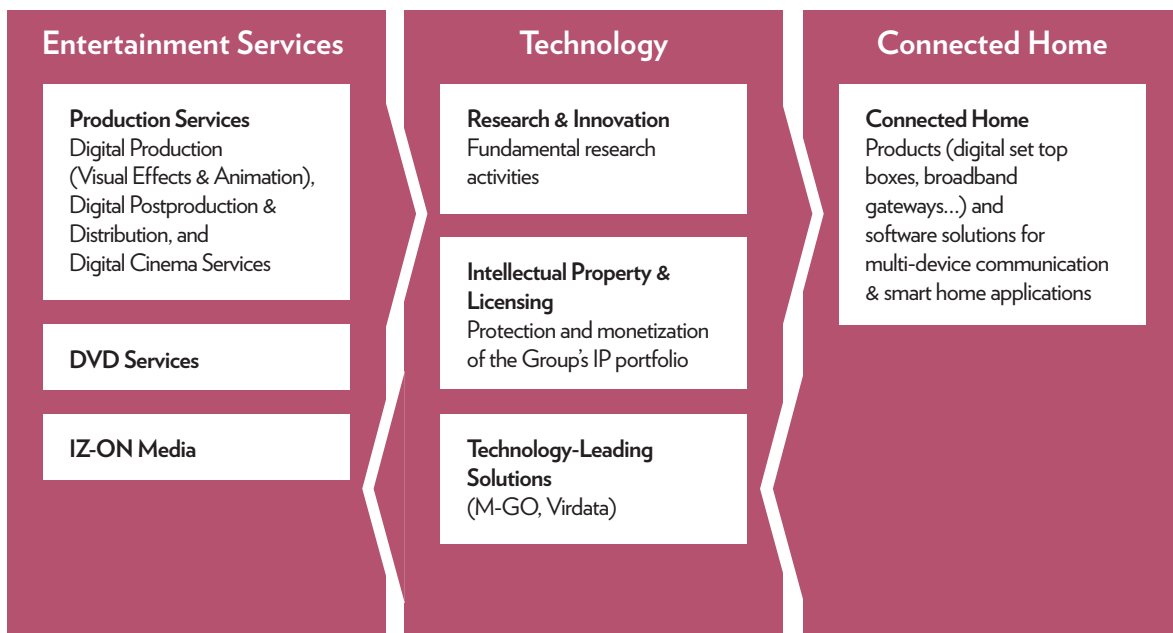 Entertainment Services
Production Services
Digital Production
(Visual Effects & Animation),
Digital Postproduction &
Distribution, and
Digital Cinema Services
DVD Services
IZ-ON Media
Technology
Research & Innovation
Fundamental research
activities
Intellectual Property &
Licensing
Protection and monetization
of the Group’s IP portfolio
Technology-Leading
Solutions
(M-GO, Virdata)
Connected Home
Connected Home
Products (digital set top
boxes, broadband
gateways...) and
software solutions for
multi-device communication
& smart home applications